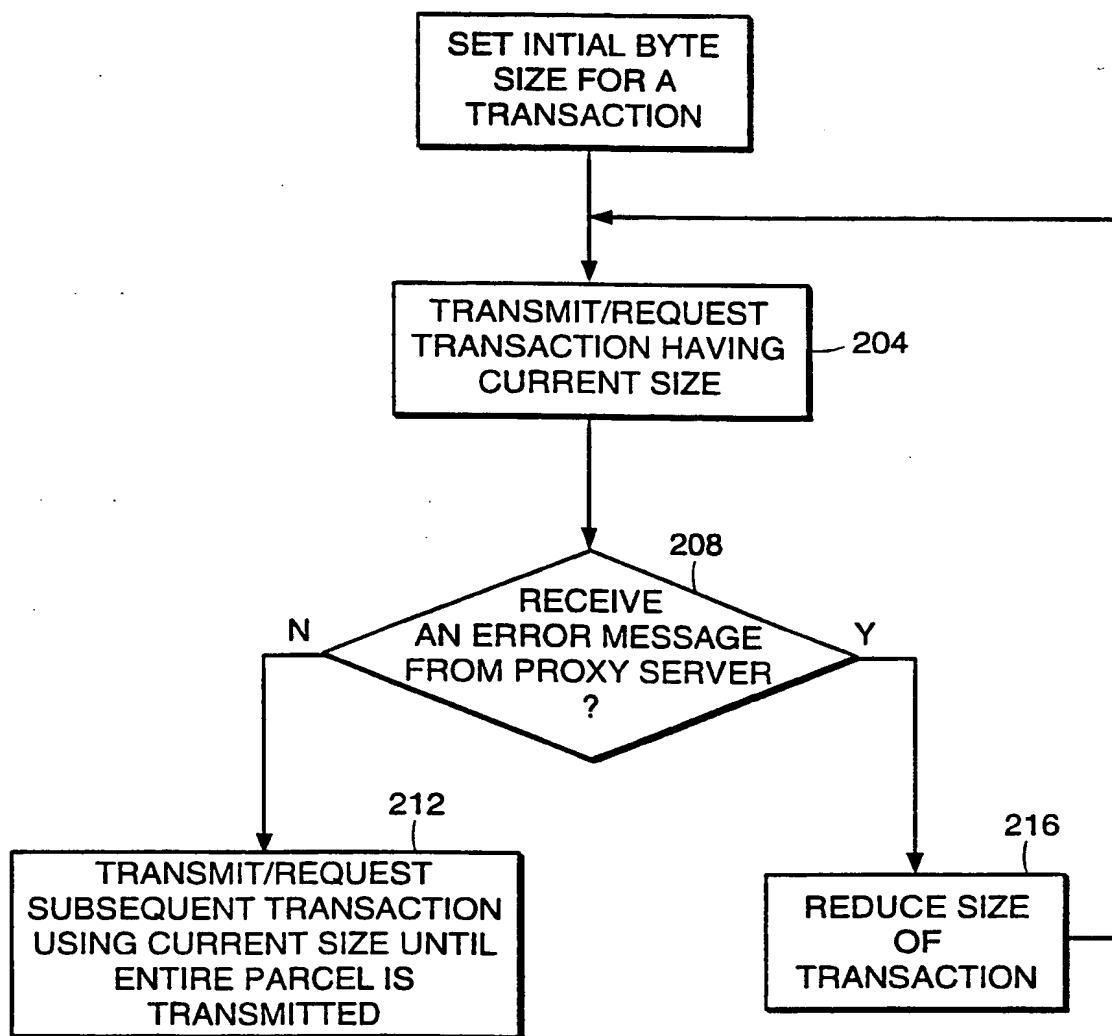 SET INTIAL BYTE
SIZE FOR A
TRANSACTION
TRANSMIT/REQUEST
TRANSACTION HAVING
CURRENT SIZE
204
208
RECEIVE
AN ERROR MESSAGE
FROM PROXY SERVER
?
N
Y
212
TRANSMIT/REQUEST
SUBSEQUENT TRANSACTION
USING CURRENT SIZE UNTIL
ENTIRE PARCEL IS
TRANSMITTED
216
REDUCE SIZE
OF
TRANSACTION